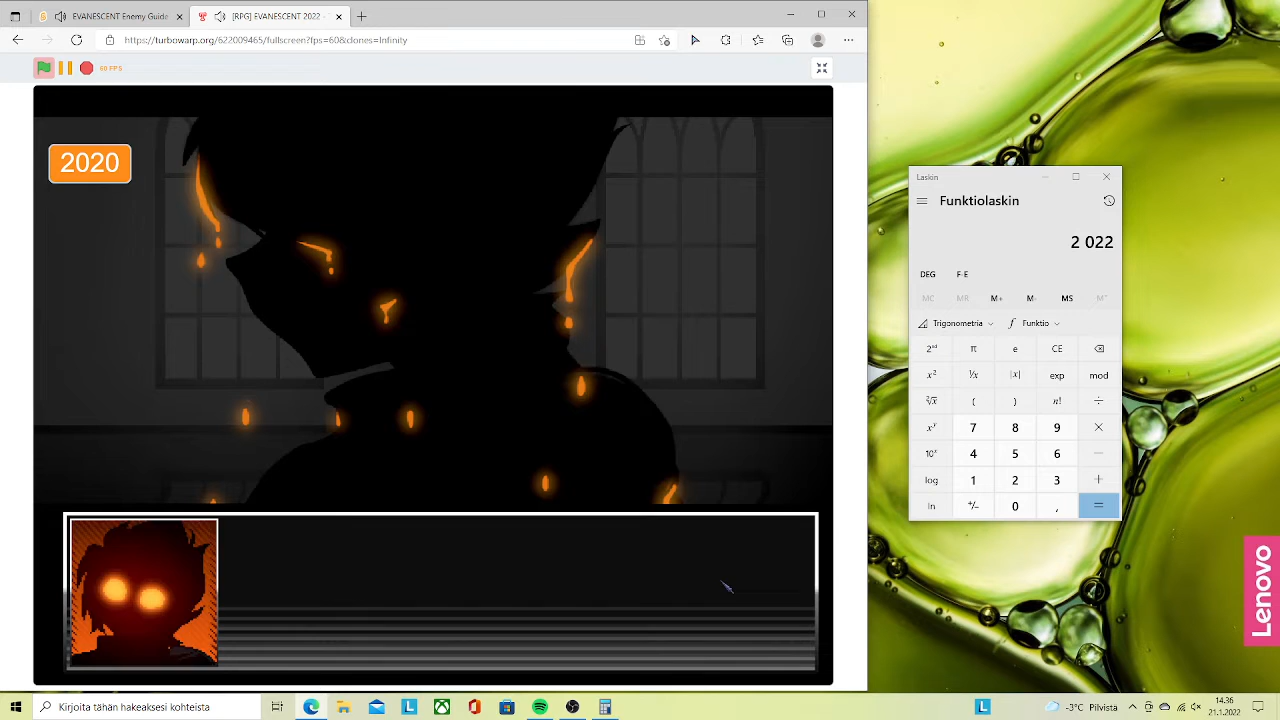 EVANESCENT Enemy Guide
[RPG] EVANESCENT 2022 -
https://turbowarp.org/622009465/fullscreen?fps=60&clones=Infinity
60 FPS
2020
Laskin
Funktiolaskin
2 022
DEG F-E
MC MR M+ M- MS M˅
Trigonometria f Funktio
2ⁿᵈ π e CE
x² ¹⁄x |x| exp mod
²√x ( ) n! ÷
xʸ 7 8 9 ×
10ˣ 4 5 6 −
log 1 2 3 +
ln +/− 0 , =
Lenovo
Kirjoita tähän hakeaksesi kohteista
L
L
-3°C Pilvistä
14.36
21.1.2022